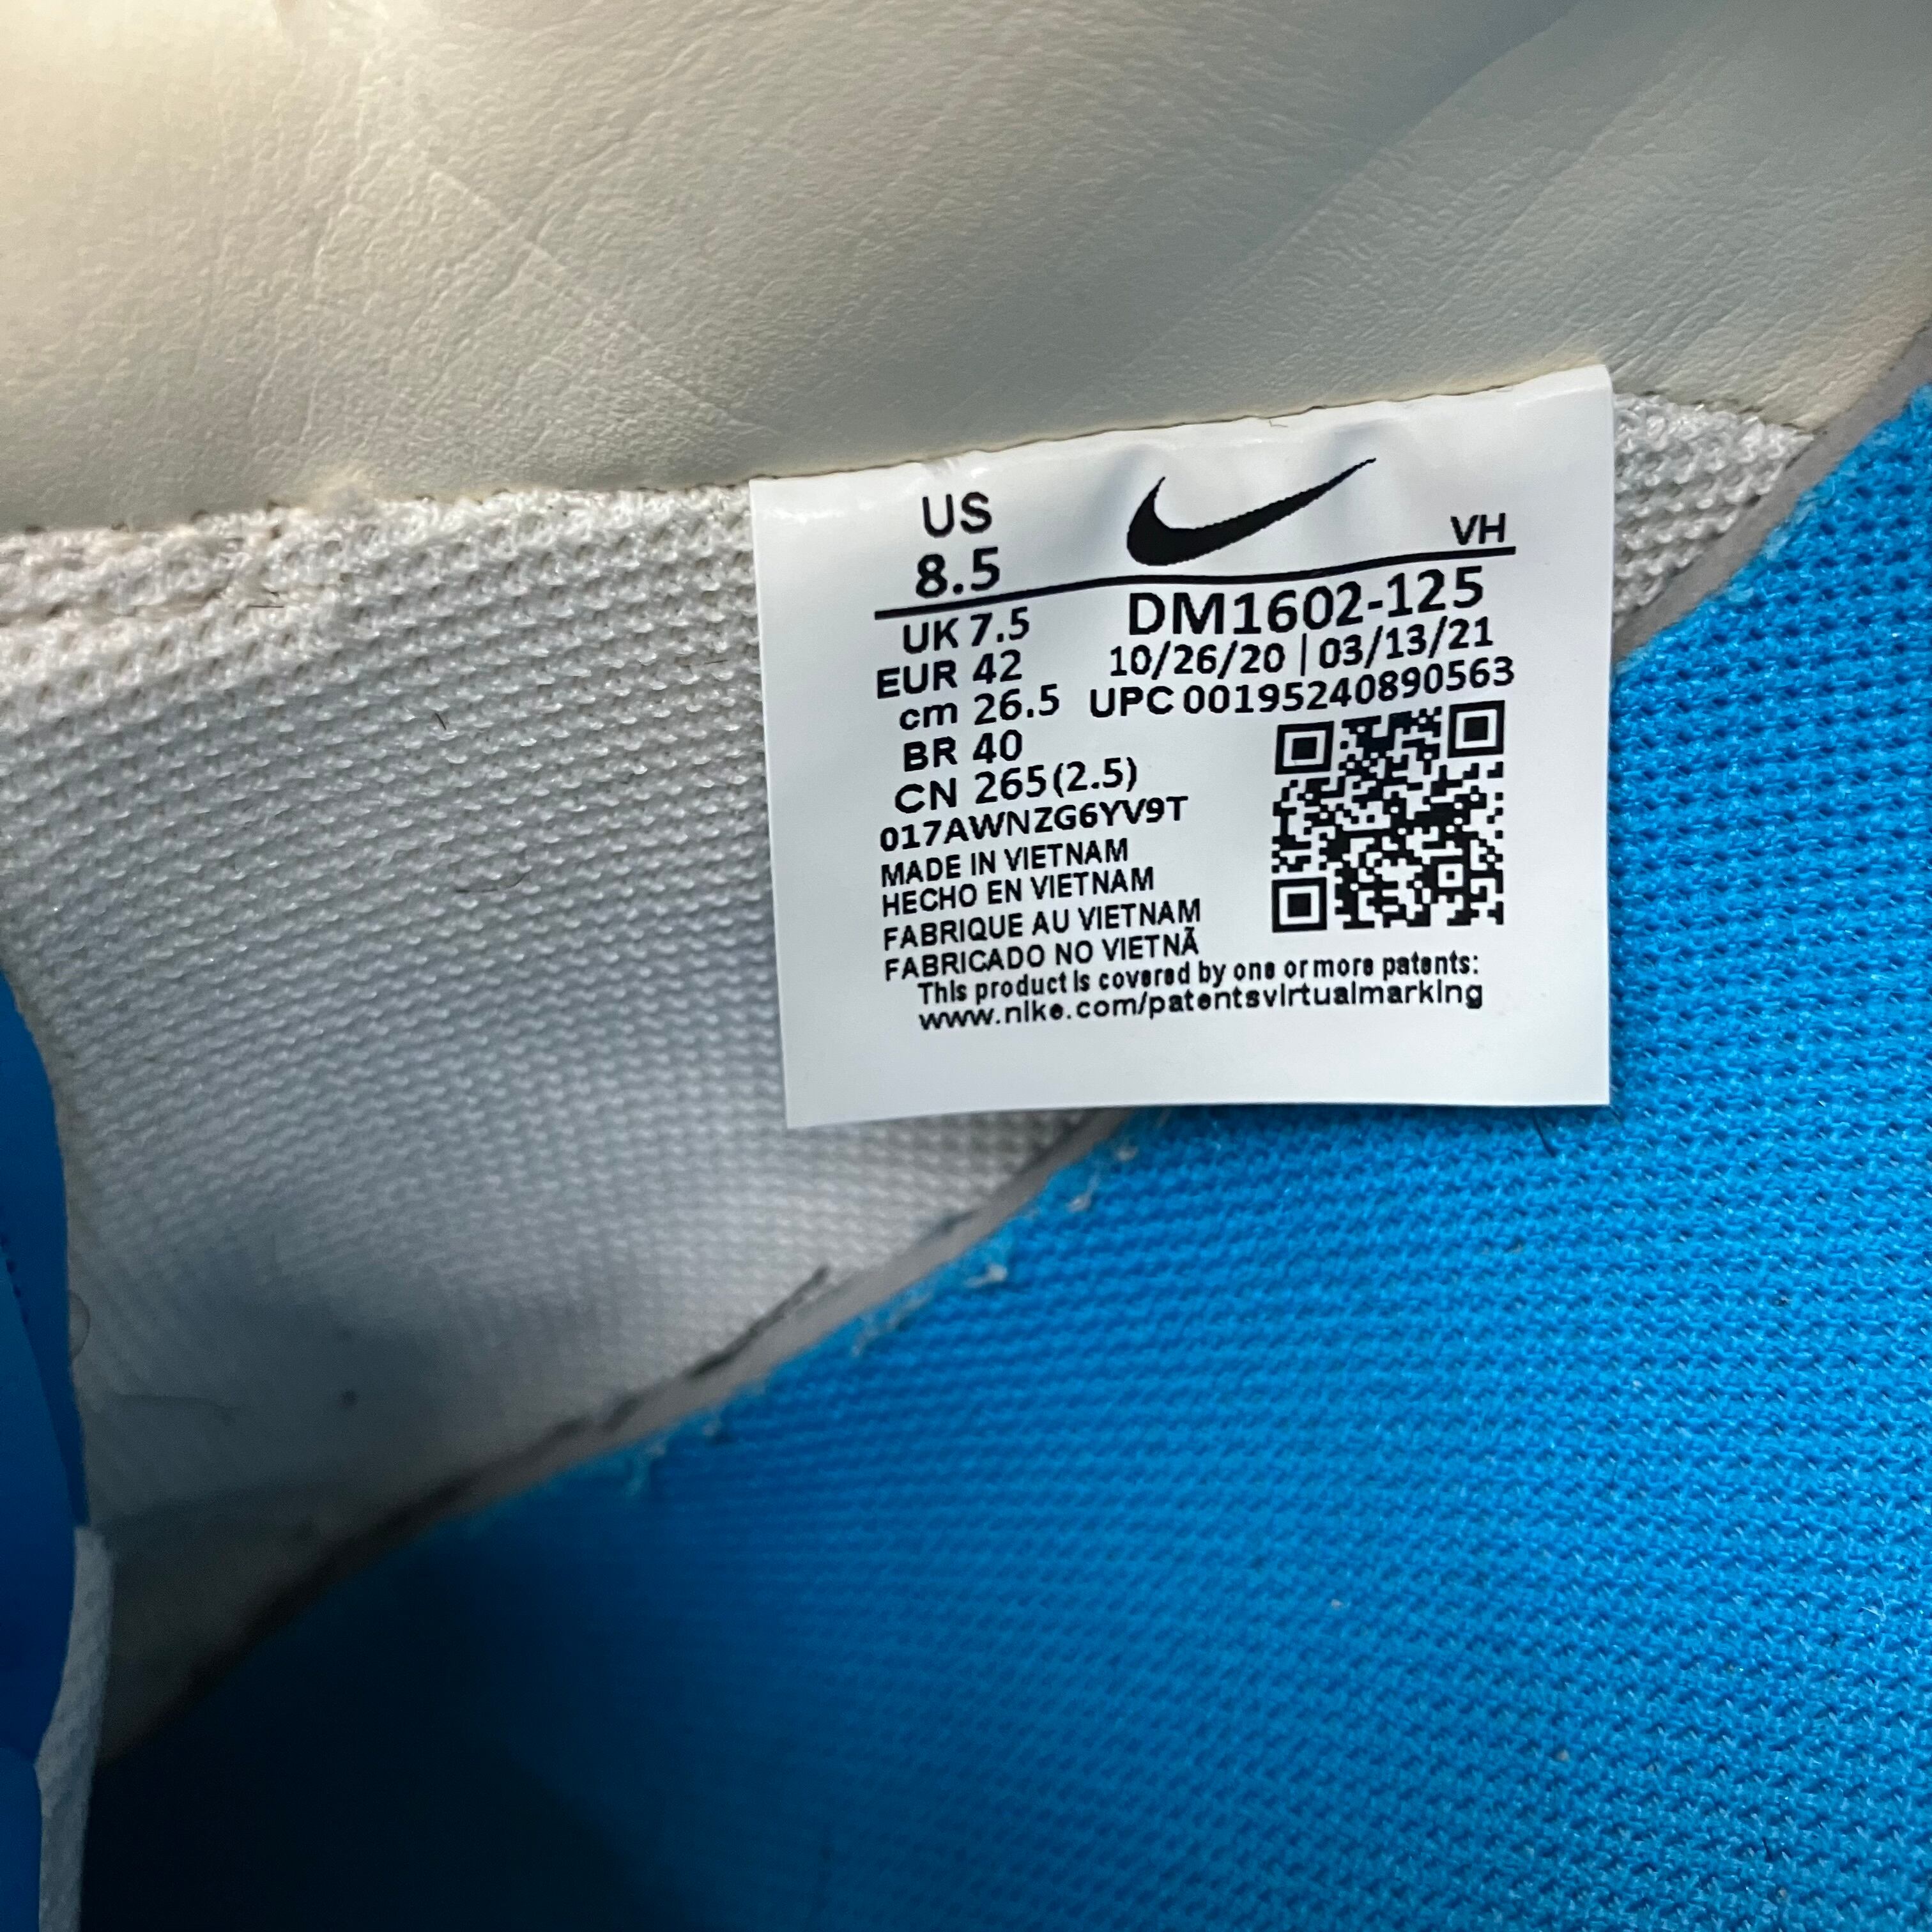 US
8.5
VH
UK 7.5
EUR 42
cm 26.5
BR 40
CN 265(2.5)
DM1602-125
10/26/20 | 03/13/21
UPC 00195240890563
017AWNZG6YV9T
MADE IN VIETNAM
HECHO EN VIETNAM
FABRIQUE AU VIETNAM
FABRICADO NO VIETNÃ
This product is covered by one or more patents:
www.nike.com/patentsvirtualmarking